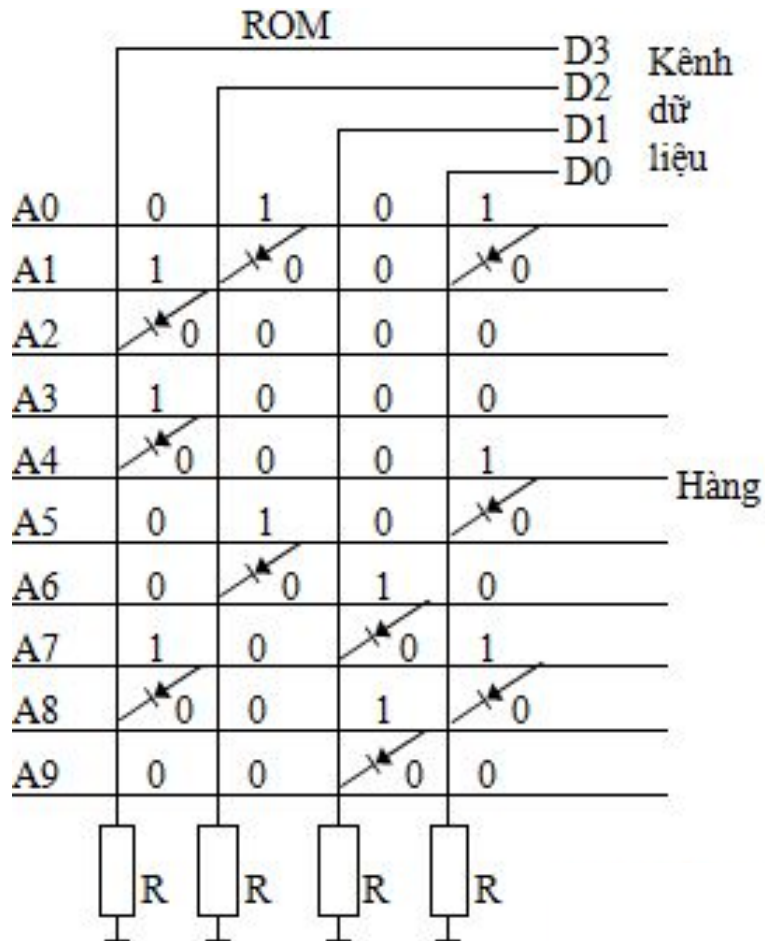 ROM
D3
D2
D1
D0
Kênh
dữ
liệu
A0 0 1 0 1
A1 1 0 0 0
A2 0 0 0 0
A3 1 0 0 0
A4 0 0 0 1
Hàng
A5 0 1 0 0
A6 0 0 1 0
A7 1 0 0 1
A8 0 0 1 0
A9 0 0 0 0
R R R R